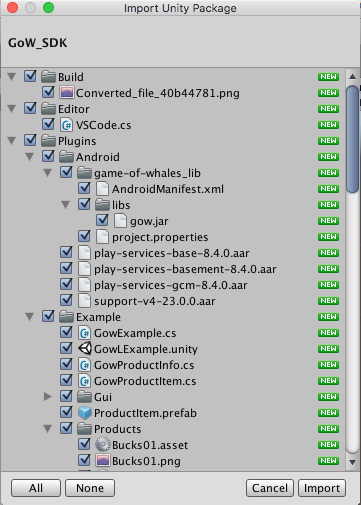 Import Unity Package
GoW_SDK
Build NEW
Converted_file_40b44781.png NEW
Editor NEW
VSCode.cs NEW
Plugins NEW
Android NEW
game-of-whales_lib NEW
AndroidManifest.xml NEW
libs NEW
gow.jar NEW
project.properties NEW
play-services-base-8.4.0.aar NEW
play-services-basement-8.4.0.aar NEW
play-services-gcm-8.4.0.aar NEW
support-v4-23.0.0.aar NEW
Example NEW
GowExample.cs NEW
GowLExample.unity NEW
GowProductInfo.cs NEW
GowProductItem.cs NEW
Gui NEW
ProductItem.prefab NEW
Products NEW
Bucks01.asset NEW
Bucks01.png NEW
All None Cancel Import